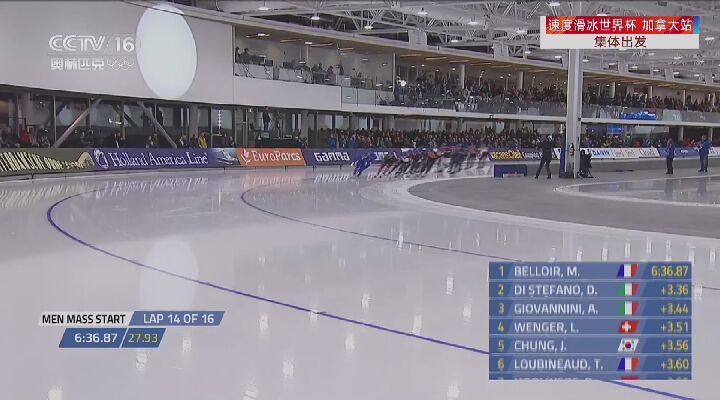 CCTV 16
奥林匹克
速度滑冰世界杯 加拿大站
集体出发
Holland America Line
EuroParcs
GAMMA
MEN MASS START LAP 14 OF 16
6:36.87 27.93
1 BELLOIR, M. 6:36.87
2 DI STEFANO, D. +3.36
3 GIOVANNINI, A. +3.44
4 WENGER, L. +3.51
5 CHUNG, J. +3.56
6 LOUBINEAUD, T. +3.60